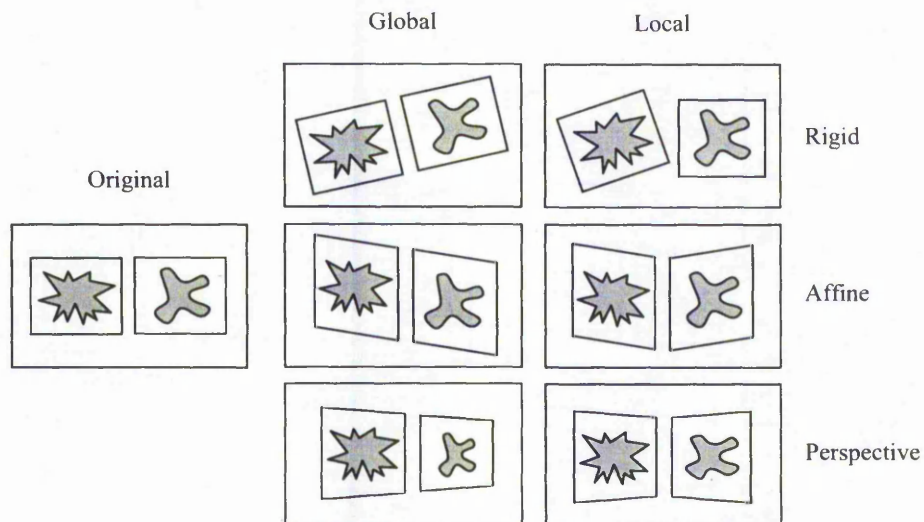 Global Local
Rigid
Original
Affine
Perspective